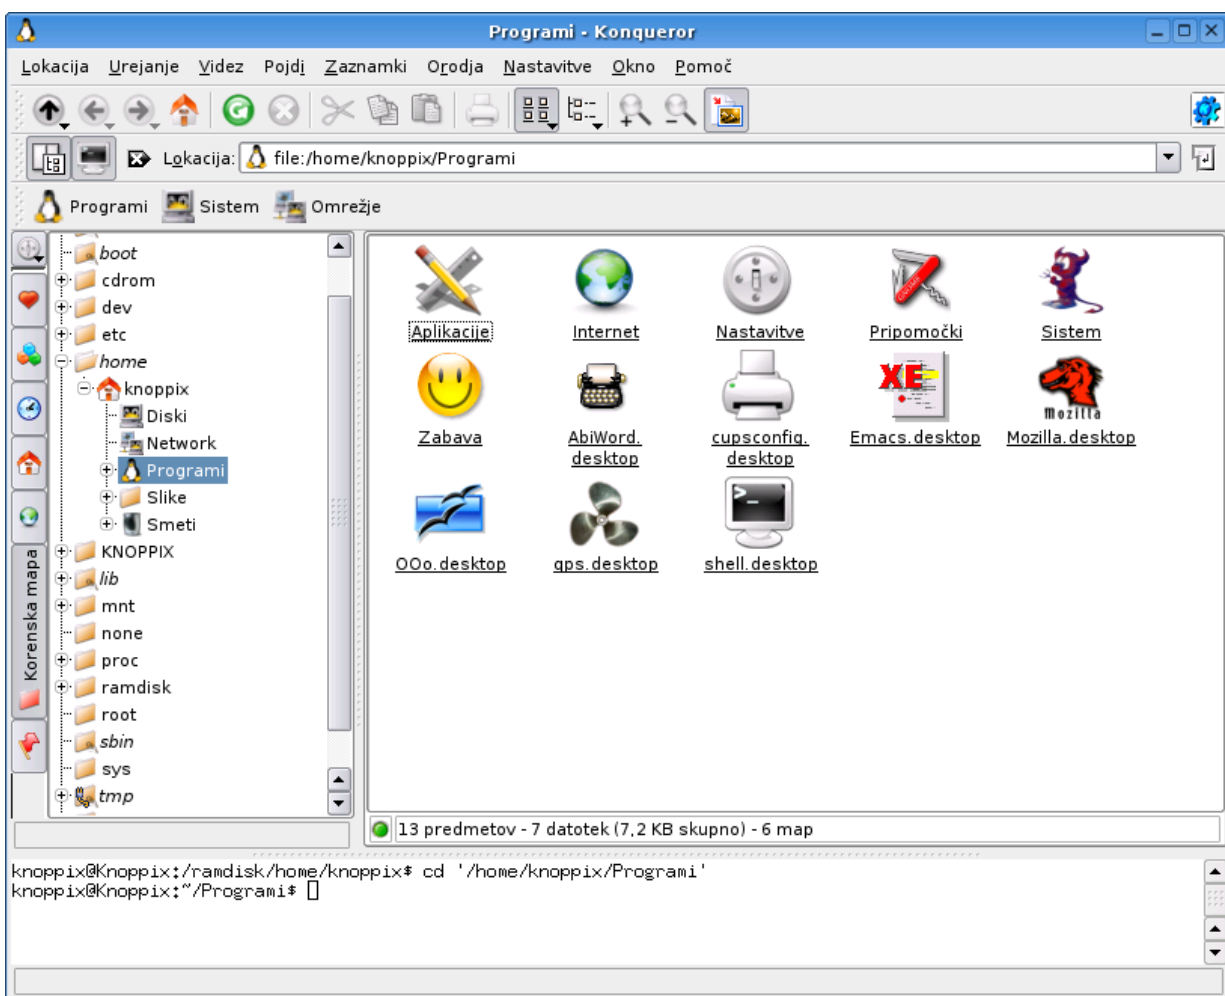 Programi - Konqueror
Lokacija Urejanje Videz Pojdi Zaznamki Orodja Nastavitve Okno Pomoč
Lokacija: file:/home/knoppix/Programi
Programi Sistem Omrežje
boot
cdrom
dev
etc
home
knoppix
Diski
Network
Programi
Slike
Smeti
KNOPPIX
lib
mnt
none
proc
ramdisk
root
sbin
sys
tmp
Korenska mapa
Aplikacije Internet Nastavitve Pripomočki Sistem
Zabava AbiWord.desktop cupsconfig.desktop Emacs.desktop Mozilla.desktop
OOo.desktop qps.desktop shell.desktop
XE
mozilla
13 predmetov - 7 datotek (7,2 KB skupno) - 6 map
knoppix@Knoppix:/ramdisk/home/knoppix$ cd '/home/knoppix/Programi'
knoppix@Knoppix:~/Programi$